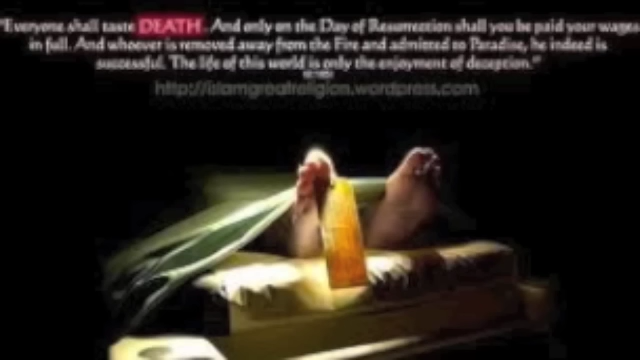 "Everyone shall taste DEATH. And only on the Day of Resurrection shall you be paid your wages
in full. And whoever is removed away from the Fire and admitted to Paradise, he indeed is
successful. The life of this world is only the enjoyment of deception."
http://islamgreatreligion.wordpress.com